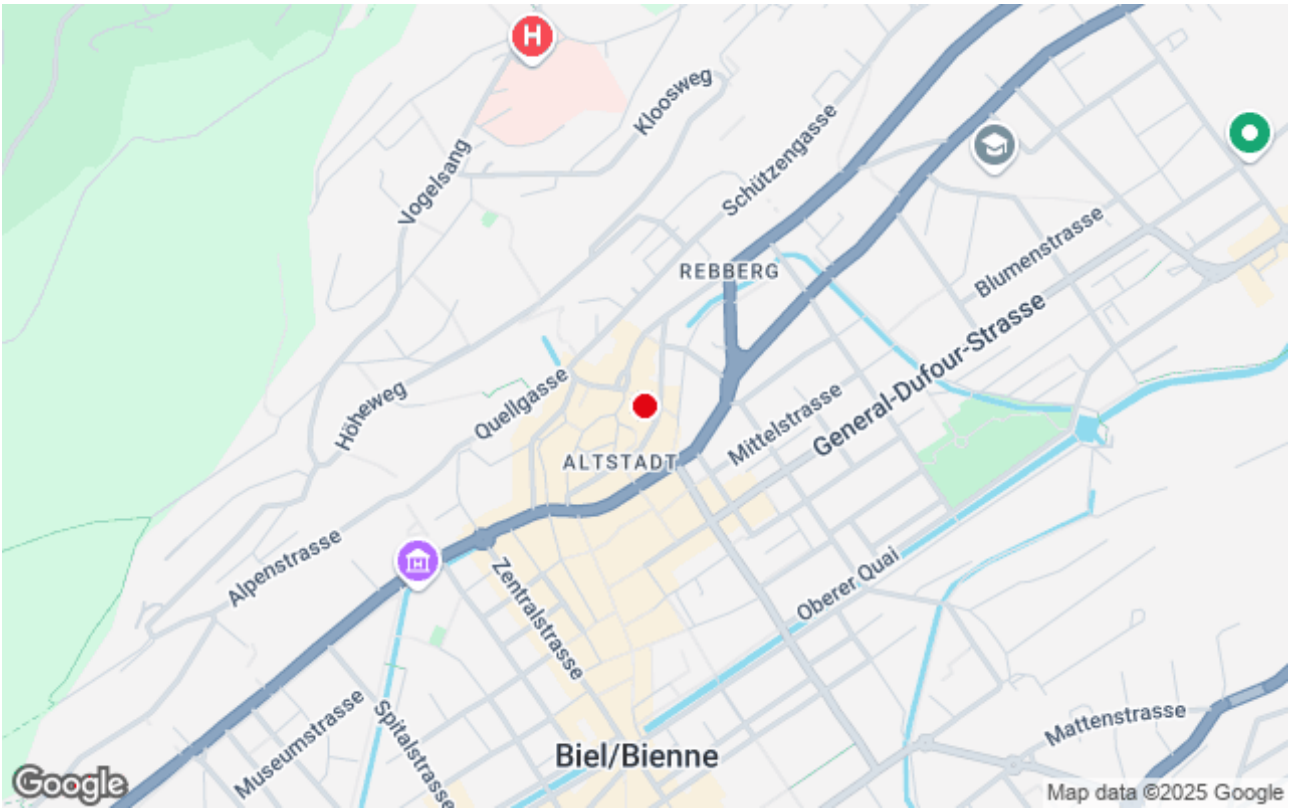 H
Kloosweg
Vogelsang
Schützengasse
REBBERG
Blumenstrasse
General-Dufour-Strasse
Höheweg
Quellgasse
Mittelstrasse
ALTSTADT
Alpenstrasse
Zentralstrasse
Oberer Quai
Museumstrasse
Spitalstrasse
Mattenstrasse
Biel/Bienne
Google
Map data ©2025 Google